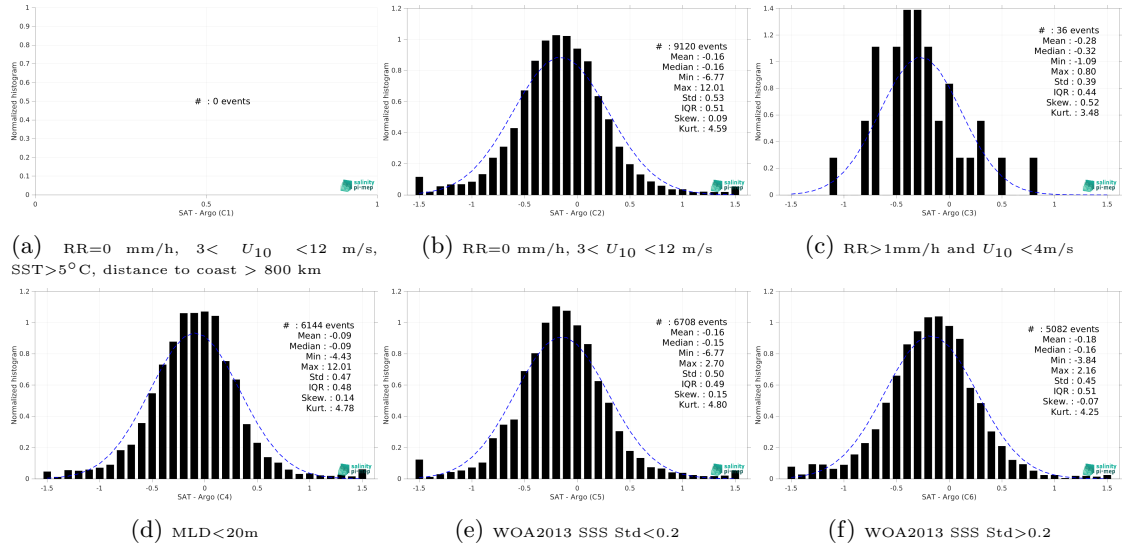 Normalized histogram
1
0.9
0.8
0.7
0.6
0.5
0.4
0.3
0.2
0.1
0
# : 0 events
salinity
pi-mep
0 0.5 1
SAT - Argo (C1)
(a) RR=0 mm/h, 3< U10 <12 m/s,
SST>5°C, distance to coast > 800 km
Normalized histogram
1.2
1
0.8
0.6
0.4
0.2
0
# : 9120 events
Mean : -0.16
Median : -0.16
Min : -6.77
Max : 12.01
Std : 0.53
IQR : 0.51
Skew. : 0.09
Kurt. : 4.59
salinity
pi-mep
-1.5 -1 -0.5 0 0.5 1 1.5
SAT - Argo (C2)
(b) RR=0 mm/h, 3< U10 <12 m/s
Normalized histogram
1.4
1.2
1
0.8
0.6
0.4
0.2
0
# : 36 events
Mean : -0.28
Median : -0.32
Min : -1.09
Max : 0.80
Std : 0.39
IQR : 0.44
Skew. : 0.52
Kurt. : 3.48
salinity
pi-mep
-1.5 -1 -0.5 0 0.5 1 1.5
SAT - Argo (C3)
(c) RR>1mm/h and U10 <4m/s
Normalized histogram
1.2
1
0.8
0.6
0.4
0.2
0
# : 6144 events
Mean : -0.09
Median : -0.09
Min : -4.43
Max : 12.01
Std : 0.47
IQR : 0.48
Skew. : 0.14
Kurt. : 4.78
salinity
pi-mep
-1.5 -1 -0.5 0 0.5 1 1.5
SAT - Argo (C4)
(d) MLD<20m
Normalized histogram
1.2
1
0.8
0.6
0.4
0.2
0
# : 6708 events
Mean : -0.16
Median : -0.15
Min : -6.77
Max : 2.70
Std : 0.50
IQR : 0.49
Skew. : 0.15
Kurt. : 4.80
salinity
pi-mep
-1.5 -1 -0.5 0 0.5 1 1.5
SAT - Argo (C5)
(e) WOA2013 SSS Std<0.2
Normalized histogram
1.2
1
0.8
0.6
0.4
0.2
0
# : 5082 events
Mean : -0.18
Median : -0.16
Min : -3.84
Max : 2.16
Std : 0.45
IQR : 0.51
Skew. : -0.07
Kurt. : 4.25
salinity
pi-mep
-1.5 -1 -0.5 0 0.5 1 1.5
SAT - Argo (C6)
(f) WOA2013 SSS Std>0.2